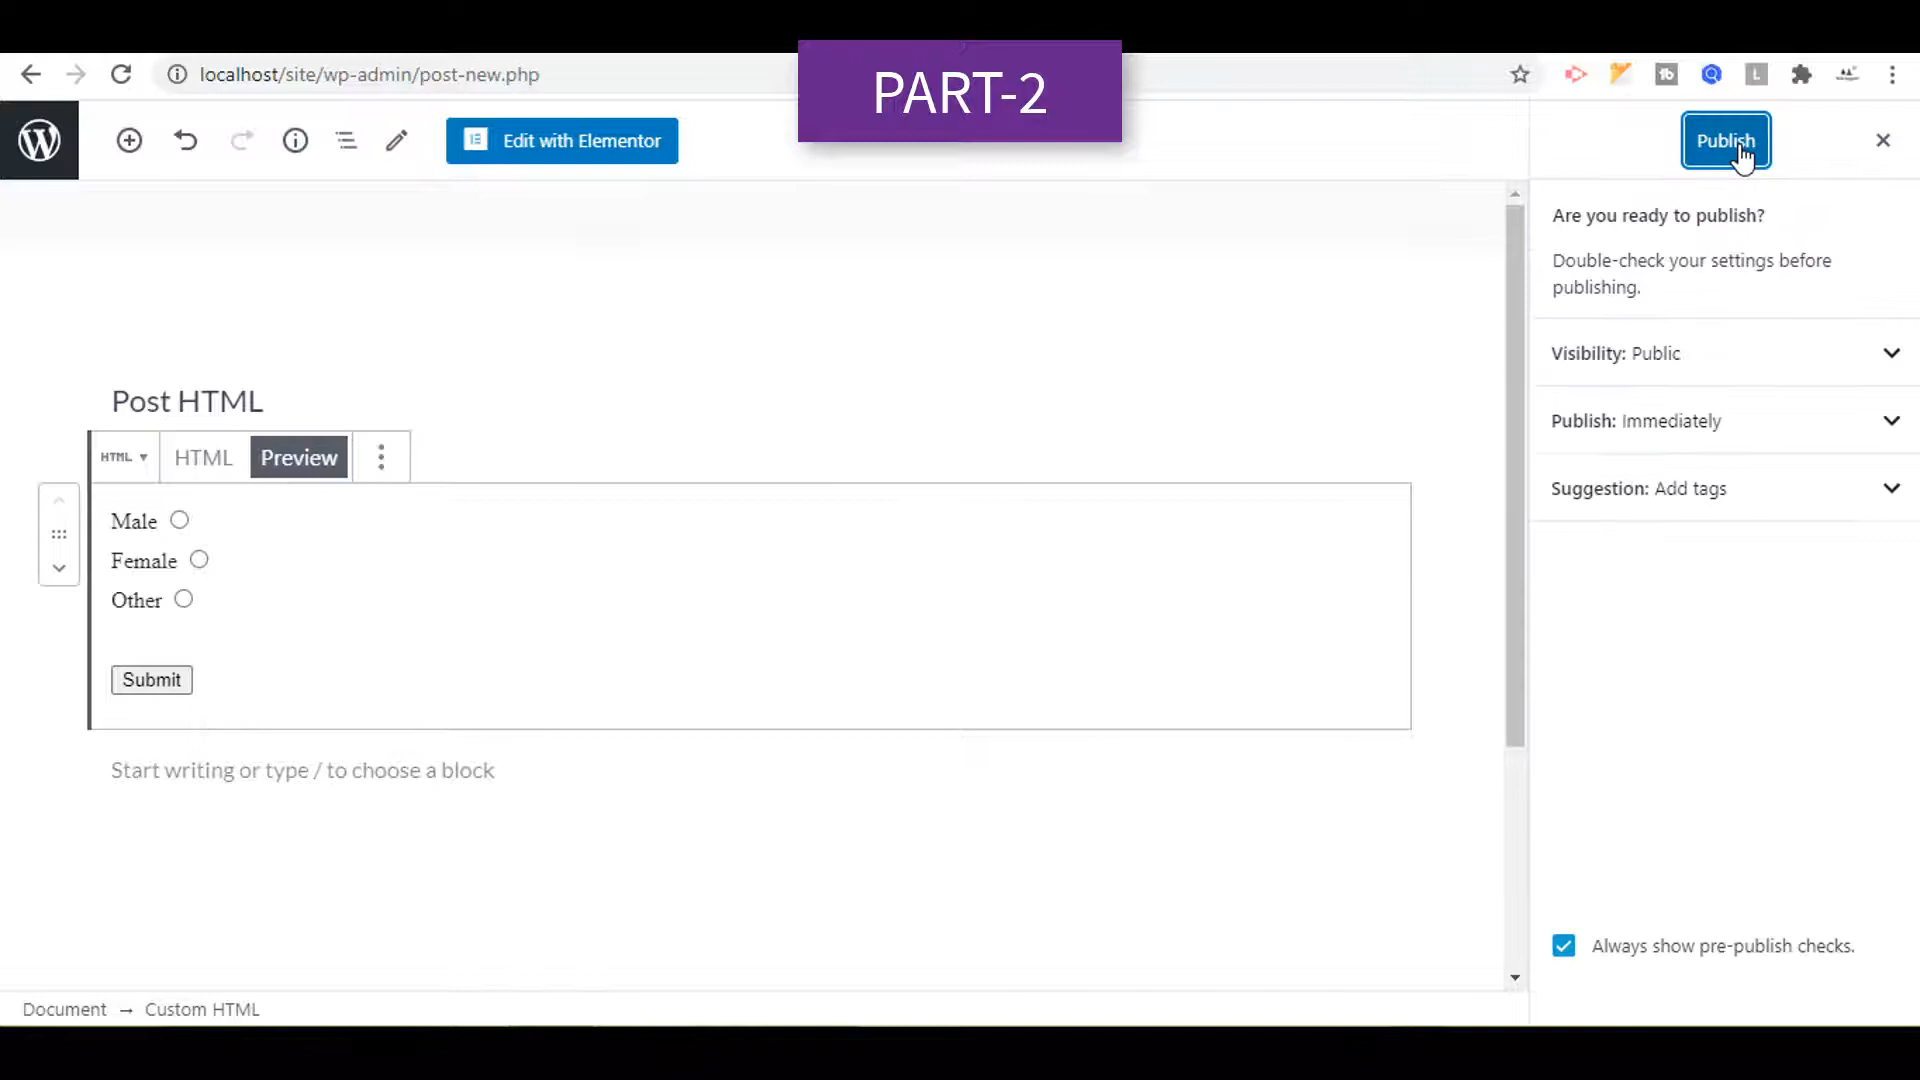 PART-2
localhost/site/wp-admin/post-new.php
Edit with Elementor
Publish
Are you ready to publish?
Double-check your settings before
publishing.
Visibility: Public
Publish: Immediately
Suggestion: Add tags
Post HTML
HTML
HTML
Preview
Male
Female
Other
Submit
Start writing or type / to choose a block
Always show pre-publish checks.
Document → Custom HTML